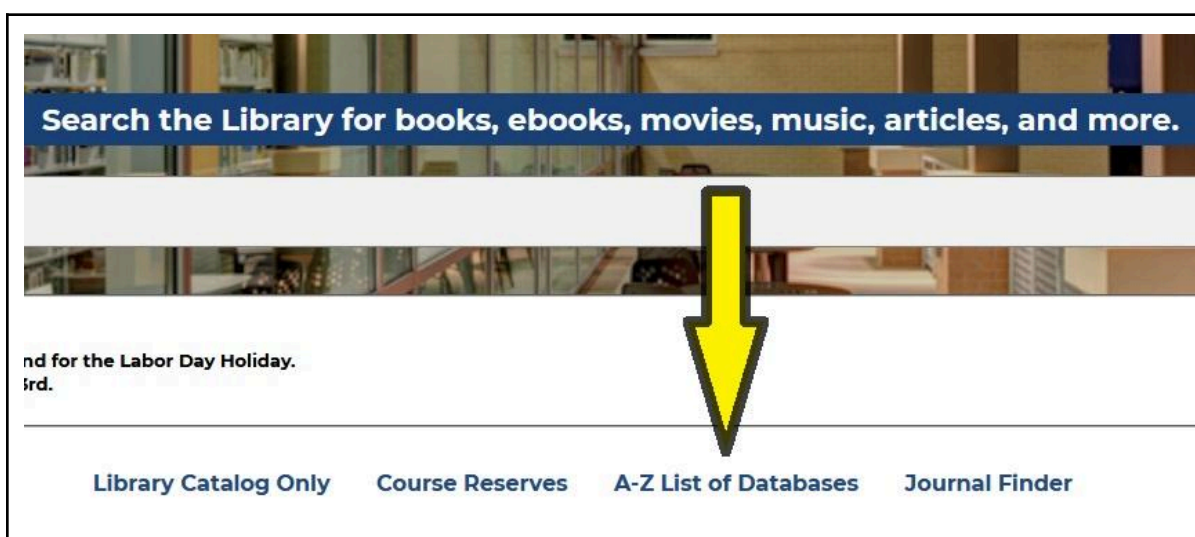 Search the Library for books, ebooks, movies, music, articles, and more.
for the Labor Day Holiday.
Library Catalog Only Course Reserves A-Z List of Databases Journal Finder